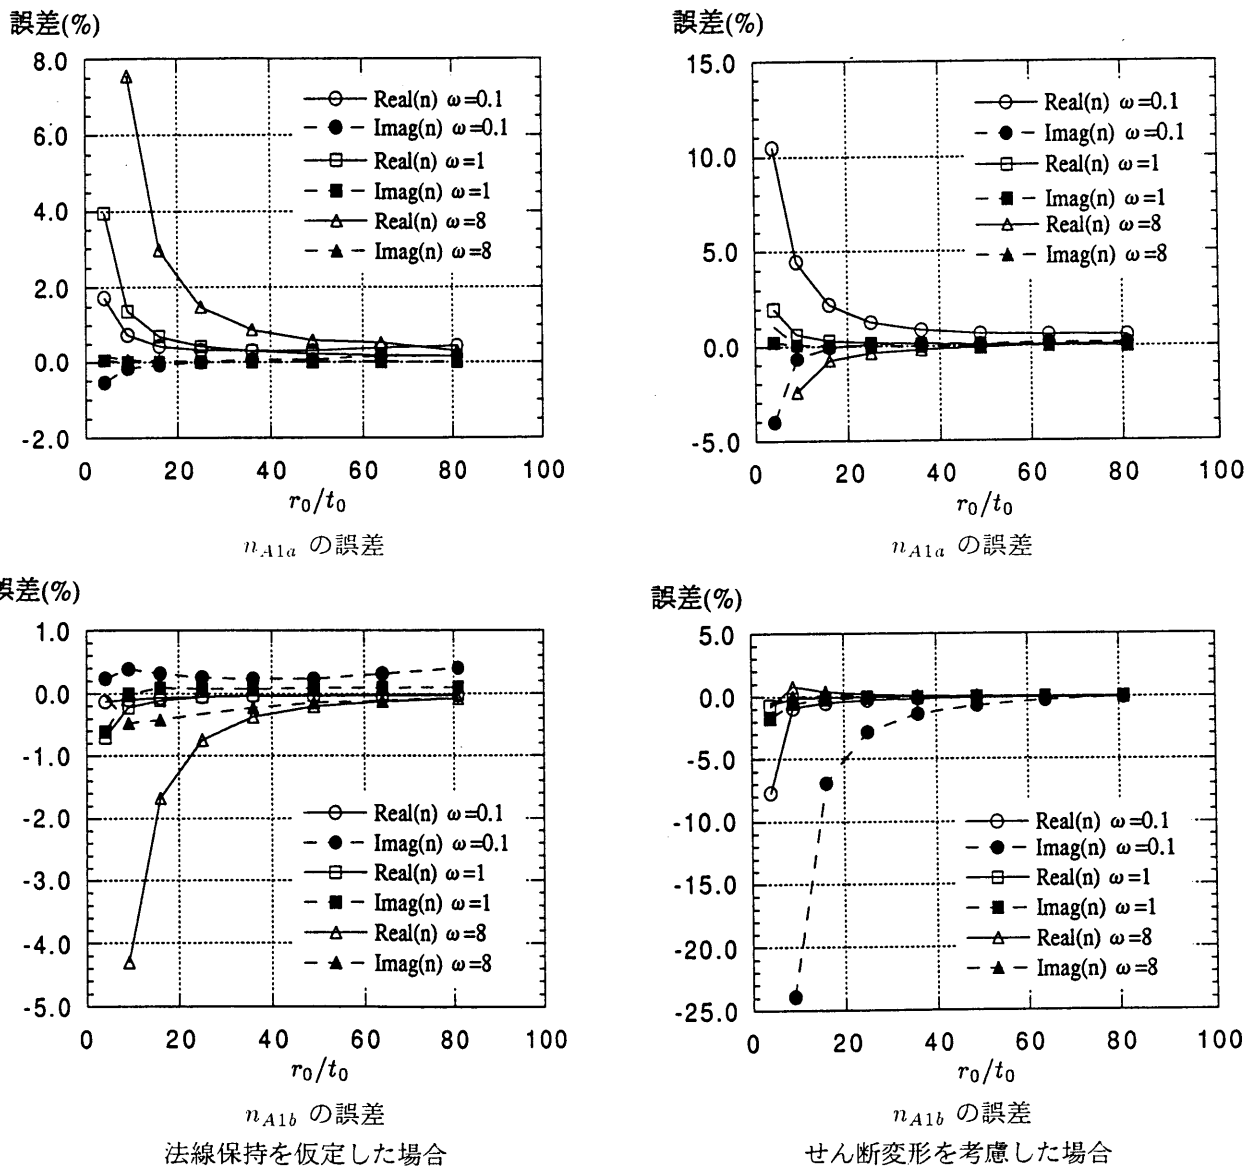 誤差(%)
8.0
6.0
4.0
2.0
0.0
-2.0
0 20 40 60 80 100
Real(n) ω=0.1
Imag(n) ω=0.1
Real(n) ω=1
Imag(n) ω=1
Real(n) ω=8
Imag(n) ω=8
r₀/t₀
n_{A1a} の誤差
誤差(%)
15.0
10.0
5.0
0.0
-5.0
0 20 40 60 80 100
Real(n) ω=0.1
Imag(n) ω=0.1
Real(n) ω=1
Imag(n) ω=1
Real(n) ω=8
Imag(n) ω=8
r₀/t₀
n_{A1a} の誤差
誤差(%)
1.0
0.0
-1.0
-2.0
-3.0
-4.0
-5.0
0 20 40 60 80 100
Real(n) ω=0.1
Imag(n) ω=0.1
Real(n) ω=1
Imag(n) ω=1
Real(n) ω=8
Imag(n) ω=8
r₀/t₀
n_{A1b} の誤差
法線保持を仮定した場合
誤差(%)
5.0
0.0
-5.0
-10.0
-15.0
-20.0
-25.0
0 20 40 60 80 100
Real(n) ω=0.1
Imag(n) ω=0.1
Real(n) ω=1
Imag(n) ω=1
Real(n) ω=8
Imag(n) ω=8
r₀/t₀
n_{A1b} の誤差
せん断変形を考慮した場合